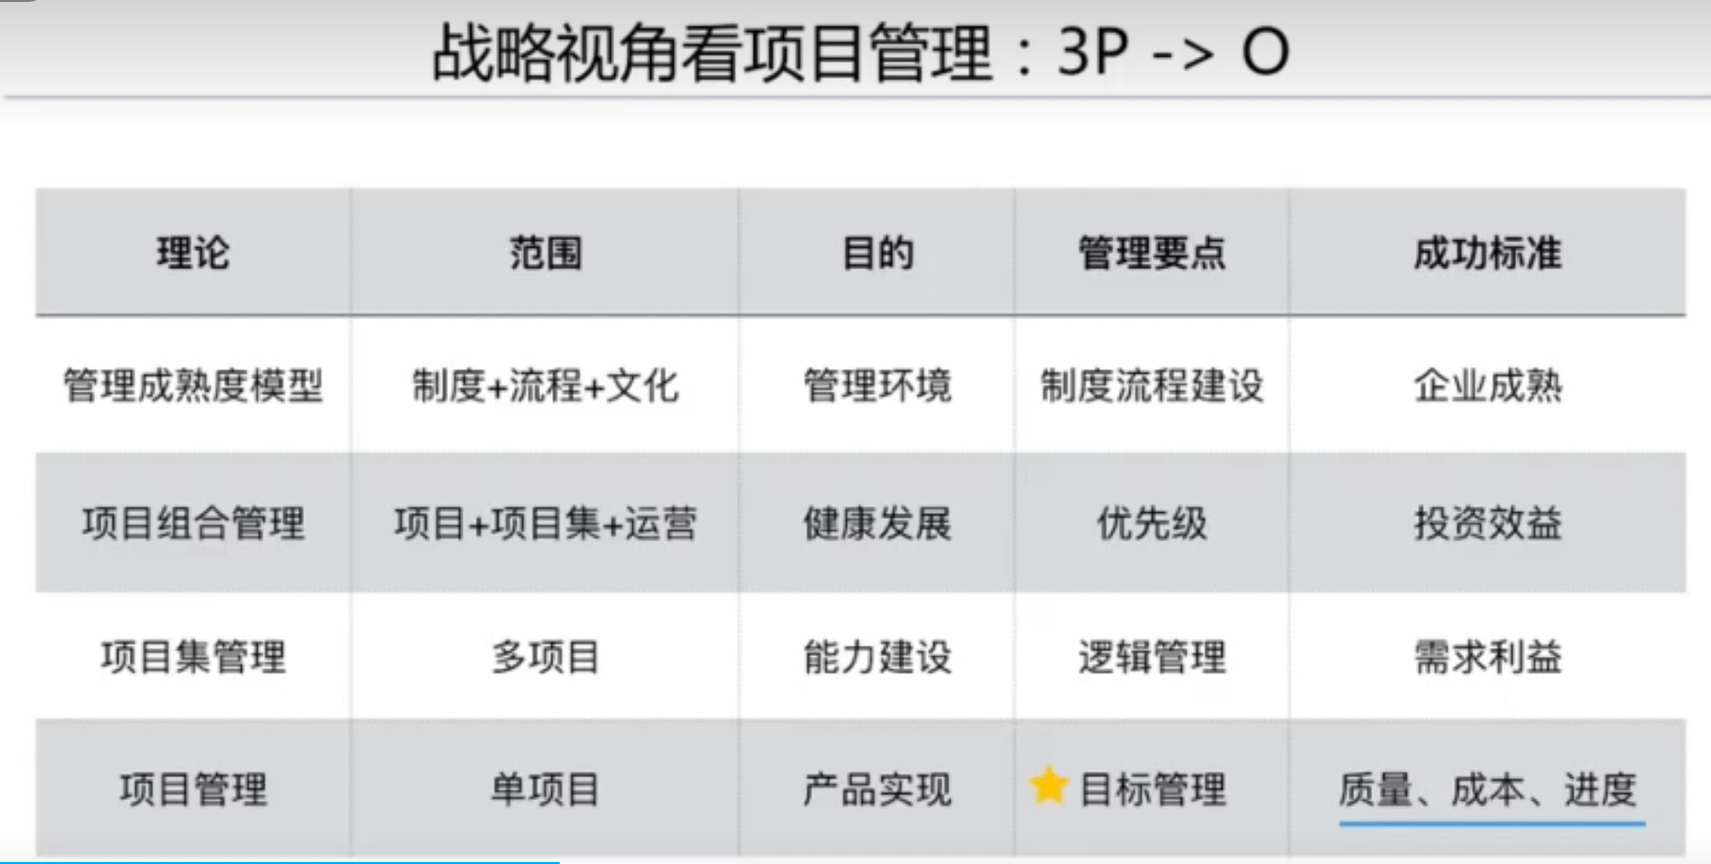 战略视角看项目管理：3P -> O
理论 范围 目的 管理要点 成功标准
管理成熟度模型 制度+流程+文化 管理环境 制度流程建设 企业成熟
项目组合管理 项目+项目集+运营 健康发展 优先级 投资效益
项目集管理 多项目 能力建设 逻辑管理 需求利益
项目管理 单项目 产品实现 目标管理 质量、成本、进度